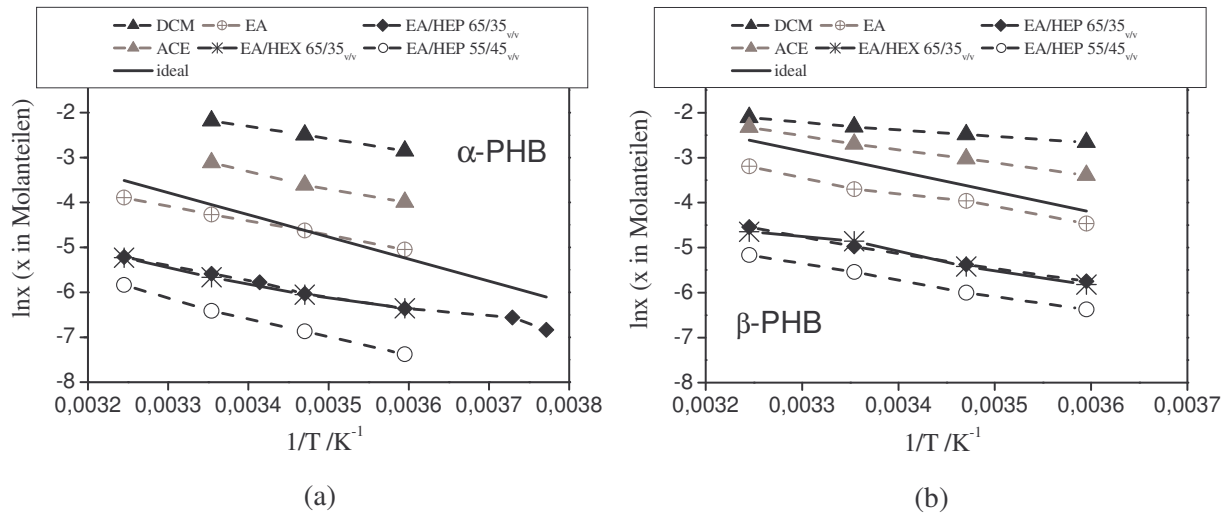 DCM EA EA/HEP 65/35v/v
ACE EA/HEX 65/35v/v EA/HEP 55/45v/v
ideal
lnx (x in Molanteilen)
-2
-3
-4
-5
-6
-7
-8
α-PHB
0,0032 0,0033 0,0034 0,0035 0,0036 0,0037 0,0038
1/T /K-1
(a)
DCM EA EA/HEP 65/35v/v
ACE EA/HEX 65/35v/v EA/HEP 55/45v/v
ideal
lnx (x in Molanteilen)
-2
-3
-4
-5
-6
-7
-8
β-PHB
0,0032 0,0033 0,0034 0,0035 0,0036 0,0037
1/T /K-1
(b)